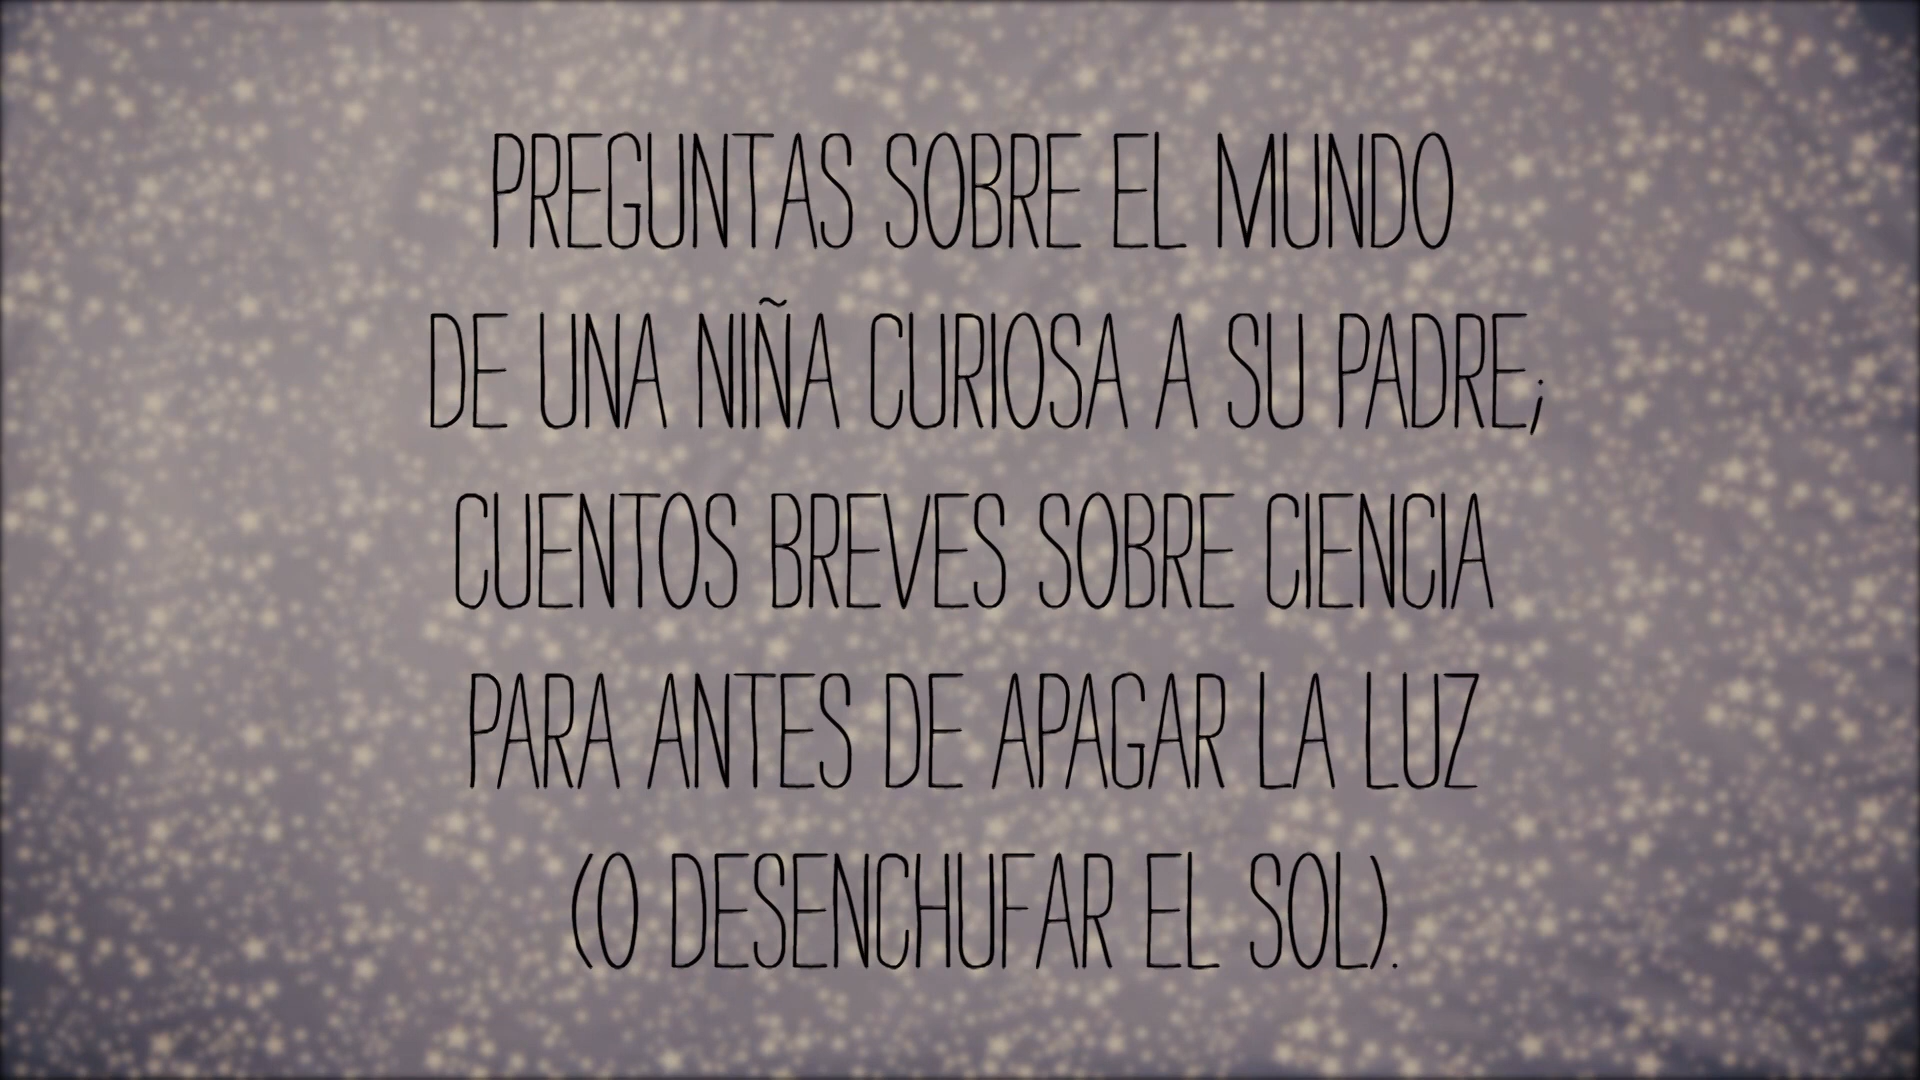 PREGUNTAS SOBRE EL MUNDO
DE UNA NIÑA CURIOSA A SU PADRE;
CUENTOS BREVES SOBRE CIENCIA
PARA ANTES DE APAGAR LA LUZ
(O DESENCHUFAR EL SOL).